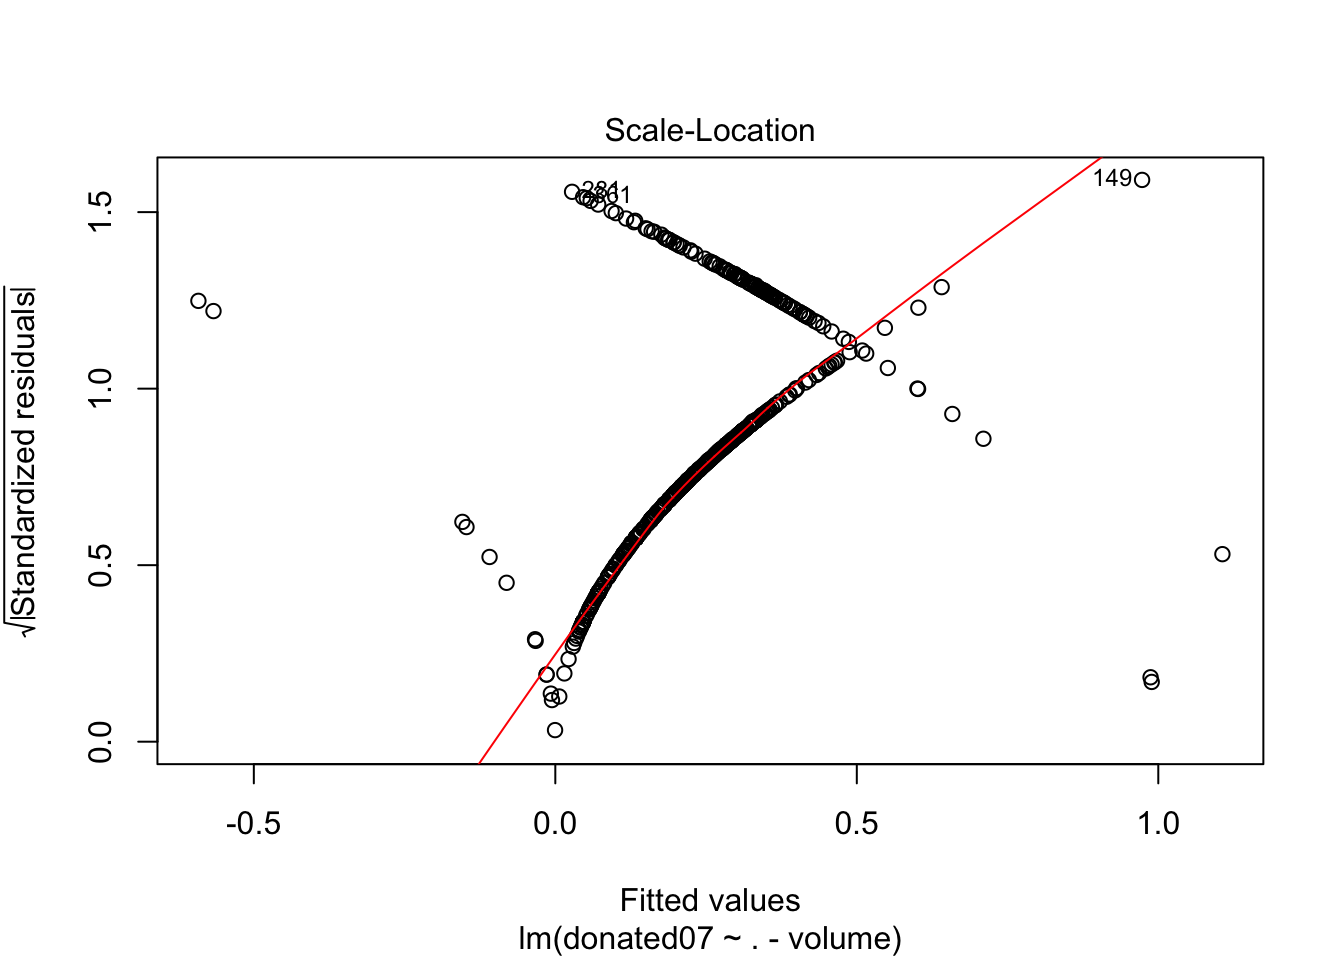 Scale-Location
√|Standardized residuals|
1.5
1.0
0.5
0.0
149
-0.5 0.0 0.5 1.0
Fitted values
lm(donated07 ~ . - volume)